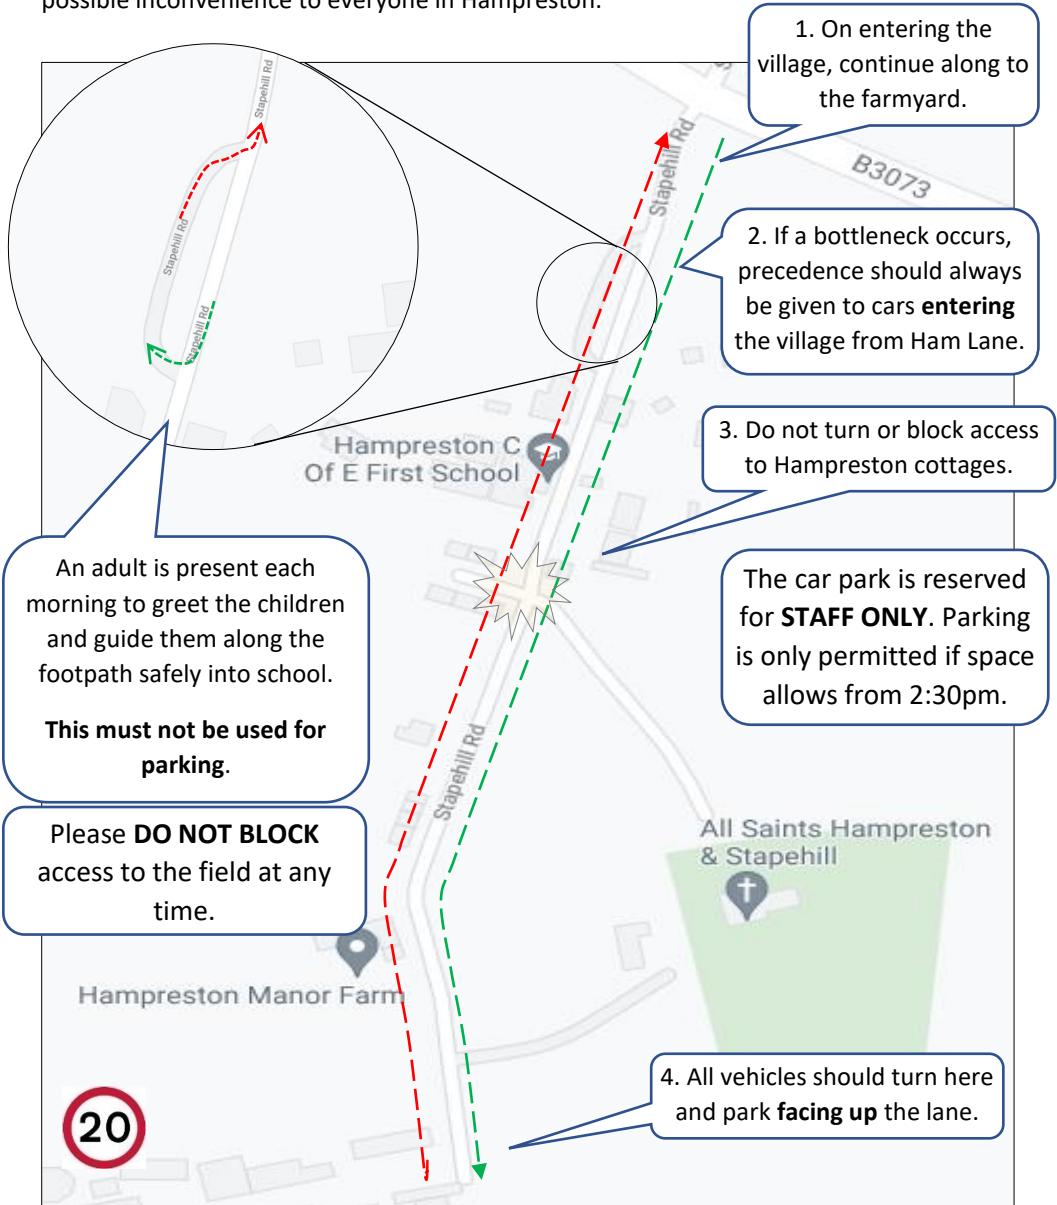 possible inconvenience to everyone in Hampreston.
1. On entering the
village, continue along to
the farmyard.
Stapehill Rd
Stapehill Rd
Stapehill Rd
Stapehill Rd
B3073
2. If a bottleneck occurs,
precedence should always
be given to cars entering
the village from Ham Lane.
3. Do not turn or block access
to Hampreston cottages.
Hampreston C
Of E First School
An adult is present each
morning to greet the children
and guide them along the
footpath safely into school.
This must not be used for
parking.
The car park is reserved
for STAFF ONLY. Parking
is only permitted if space
allows from 2:30pm.
Stapehill Rd
Please DO NOT BLOCK
access to the field at any
time.
All Saints Hampreston
& Stapehill
Hampreston Manor Farm
4. All vehicles should turn here
and park facing up the lane.
20